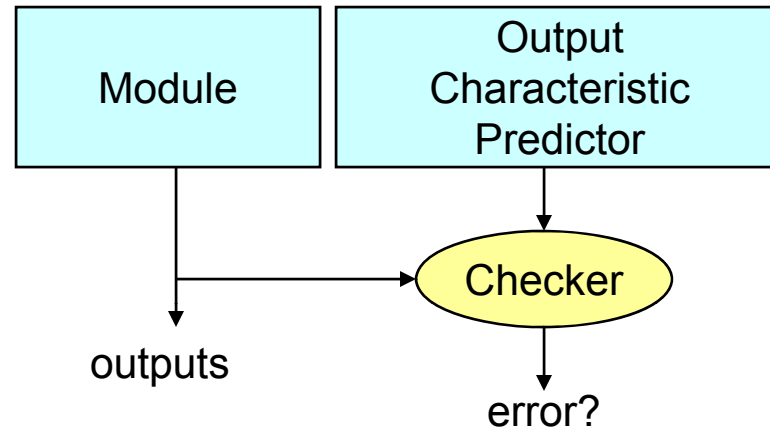 Module
Output
Characteristic
Predictor
Checker
outputs
error?